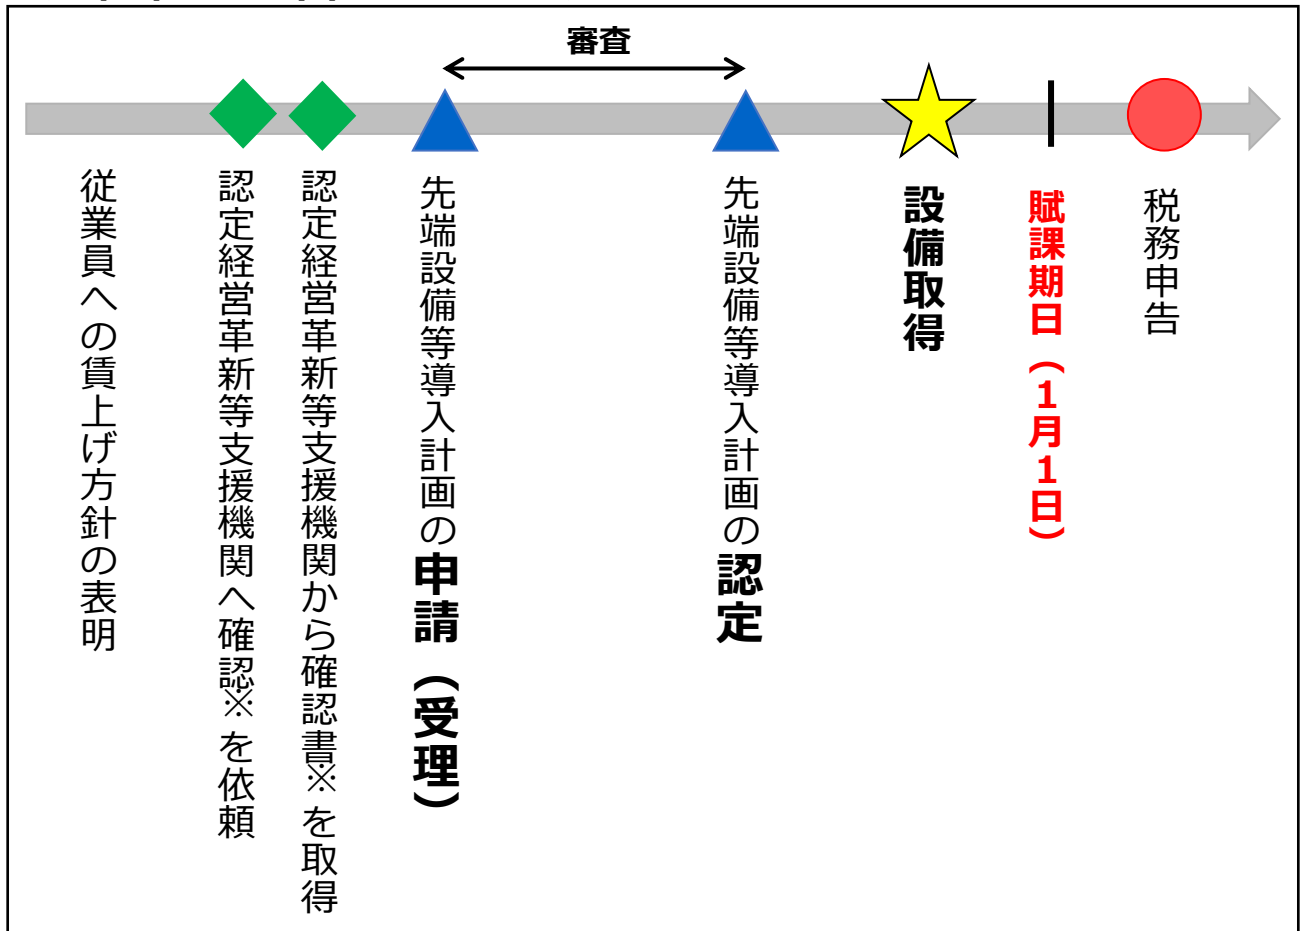 審査
従業員への賃上げ方針の表明
認定経営革新等支援機関へ確認※を依頼
認定経営革新等支援機関から確認書※を取得
先端設備等導入計画の申請（受理）
先端設備等導入計画の認定
設備取得
賦課期日（１月１日）
税務申告